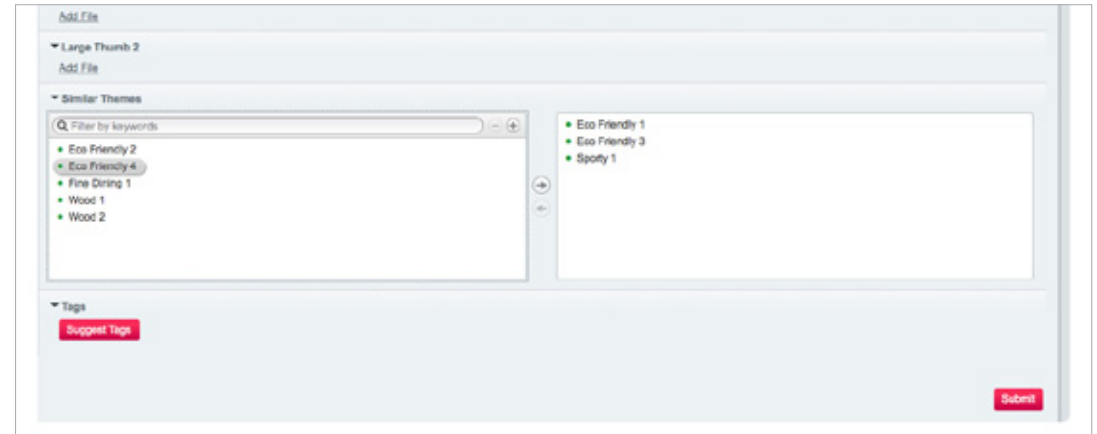 Add File
Large Thumb 2
Add File
Similar Themes
Filter by keywords
Eco Friendly 2
Eco Friendly 4
Fine Dining 1
Wood 1
Wood 2
Eco Friendly 1
Eco Friendly 3
Sporty 1
Tags
Suggest Tags
Submit